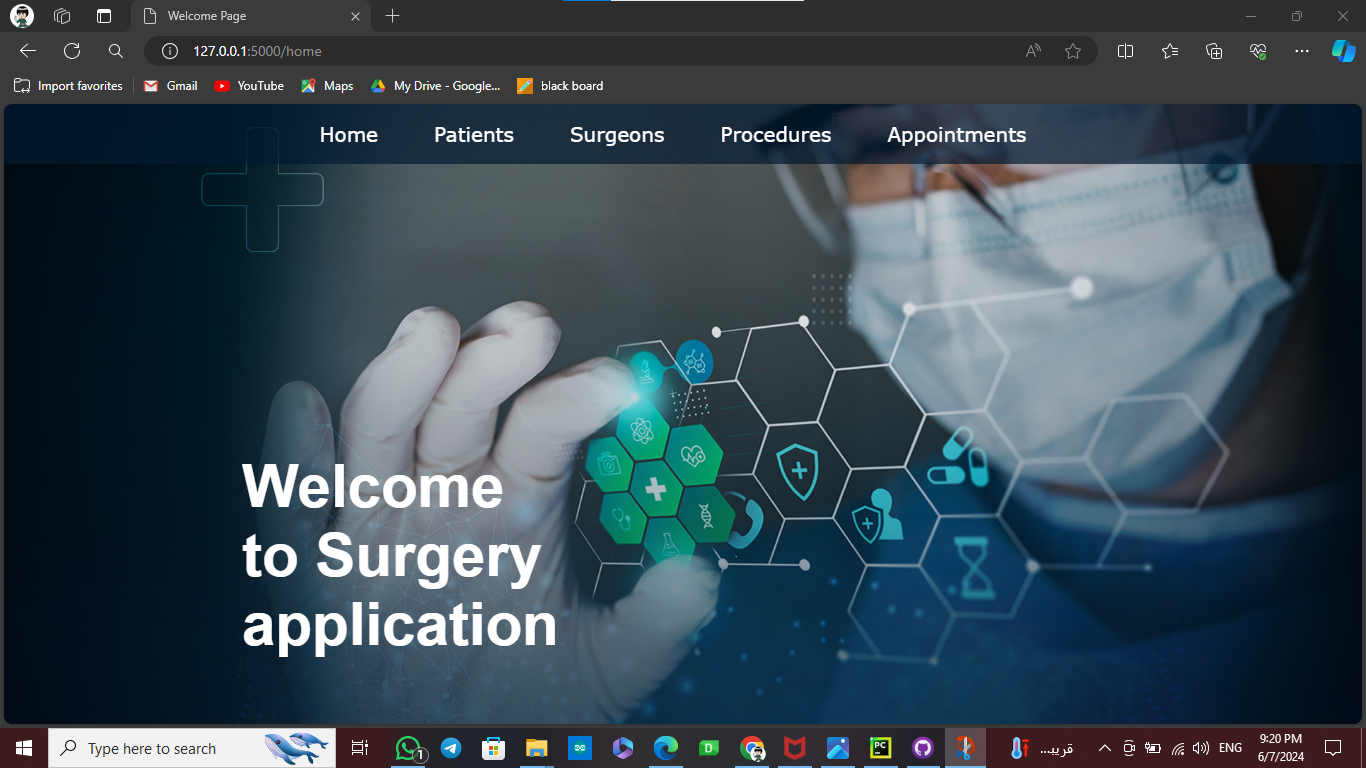 Welcome Page
127.0.0.1:5000/home
Import favorites
Gmail
YouTube
Maps
My Drive - Google...
black board
Home
Patients
Surgeons
Procedures
Appointments
Welcome
to Surgery
application
Type here to search
1
D
PC
قريبـ...
ENG
9:20 PM
6/7/2024